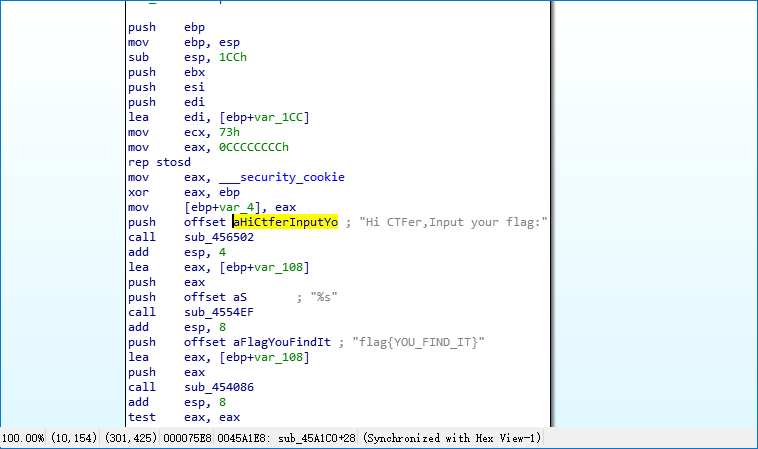 push ebp
mov ebp, esp
sub esp, 1CCh
push ebx
push esi
push edi
lea edi, [ebp+var_1CC]
mov ecx, 73h
mov eax, 0CCCCCCCCh
rep stosd
mov eax, ___security_cookie
xor eax, ebp
mov [ebp+var_4], eax
push offset aHiCtferInputYo ; "Hi CTFer,Input your flag:"
call sub_456502
add esp, 4
lea eax, [ebp+var_108]
push eax
push offset aS ; "%s"
call sub_4554EF
add esp, 8
push offset aFlagYouFindIt ; "flag{YOU_FIND_IT}"
lea eax, [ebp+var_108]
push eax
call sub_454086
add esp, 8
test eax, eax
100.00% (10,154) (301,425) 000075E8 0045A1E8: sub_45A1C0+28 (Synchronized with Hex View-1)